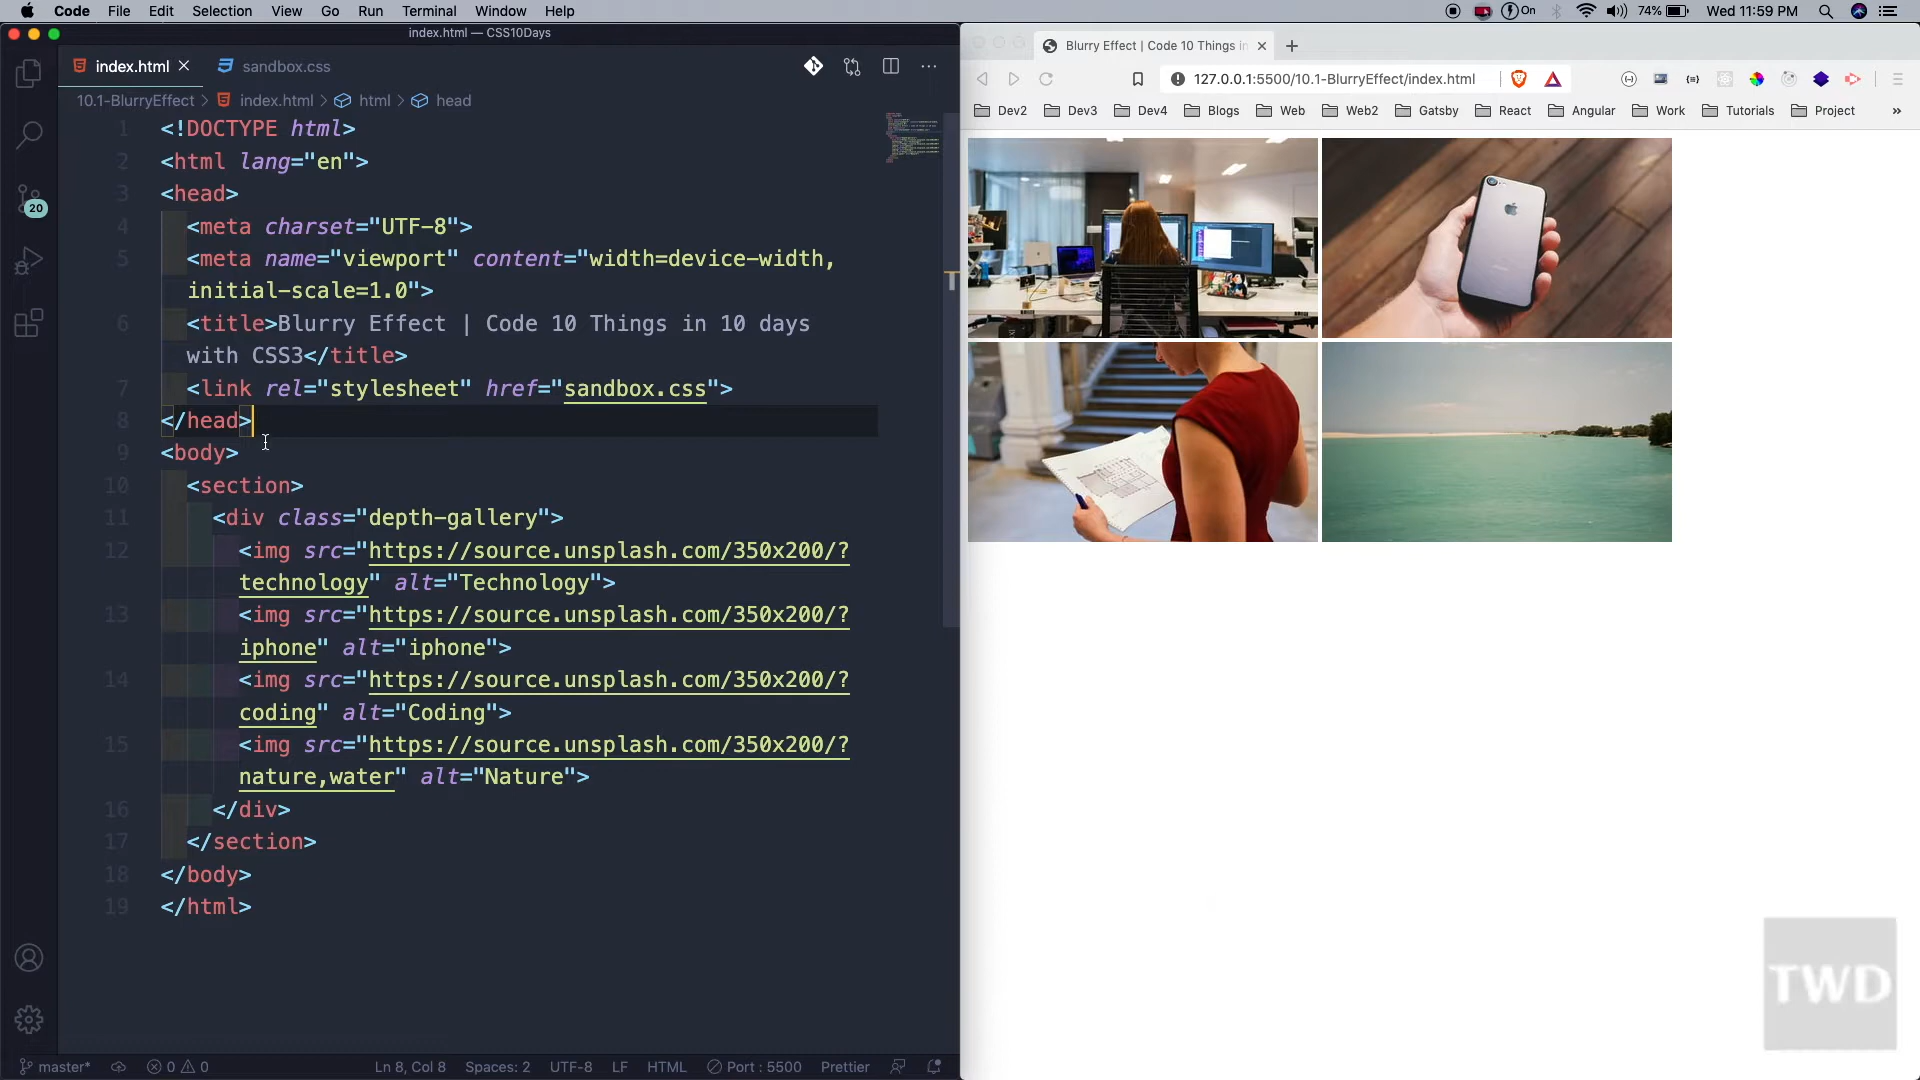 Code File Edit Selection View Go Run Terminal Window Help
On 74% Wed 11:59 PM
index.html — CSS10Days
index.html sandbox.css
10.1-BlurryEffect > index.html > html > head
1 <!DOCTYPE html>
2 <html lang="en">
3 <head>
4 <meta charset="UTF-8">
5 <meta name="viewport" content="width=device-width,
initial-scale=1.0">
6 <title>Blurry Effect | Code 10 Things in 10 days
with CSS3</title>
7 <link rel="stylesheet" href="sandbox.css">
8 </head>
9 <body>
10 <section>
11 <div class="depth-gallery">
12 <img src="https://source.unsplash.com/350x200/?
technology" alt="Technology">
13 <img src="https://source.unsplash.com/350x200/?
iphone" alt="iphone">
14 <img src="https://source.unsplash.com/350x200/?
coding" alt="Coding">
15 <img src="https://source.unsplash.com/350x200/?
nature,water" alt="Nature">
16 </div>
17 </section>
18 </body>
19 </html>
20
master* 0 0 Ln 8, Col 8 Spaces: 2 UTF-8 LF HTML Port : 5500 Prettier
Blurry Effect | Code 10 Things in
127.0.0.1:5500/10.1-BlurryEffect/index.html
Dev2 Dev3 Dev4 Blogs Web Web2 Gatsby React Angular Work Tutorials Project »
TWD